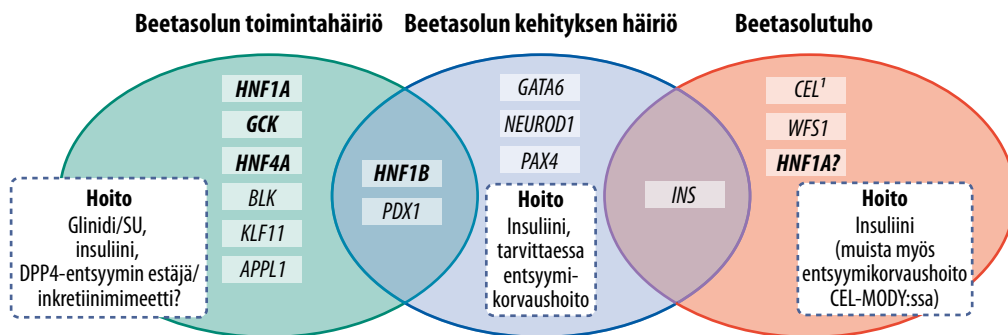 Beetasolun toimintahäiriö
HNF1A
GCK
HNF4A
BLK
KLF11
APPL1
Hoito
Glinidi/SU,
insuliini,
DPP4-entsyymin estäjä/
inkretiinimimeetti?
HNF1B
PDX1
Beetasolun kehityksen häiriö
GATA6
NEUROD1
PAX4
Hoito
Insuliini,
tarvittaessa
entsyymi-
korvaushoito
INS
Beetasolutuho
CEL¹
WFS1
HNF1A?
Hoito
Insuliini
(muista myös
entsyymikorvaushoito
CEL-MODY:ssa)